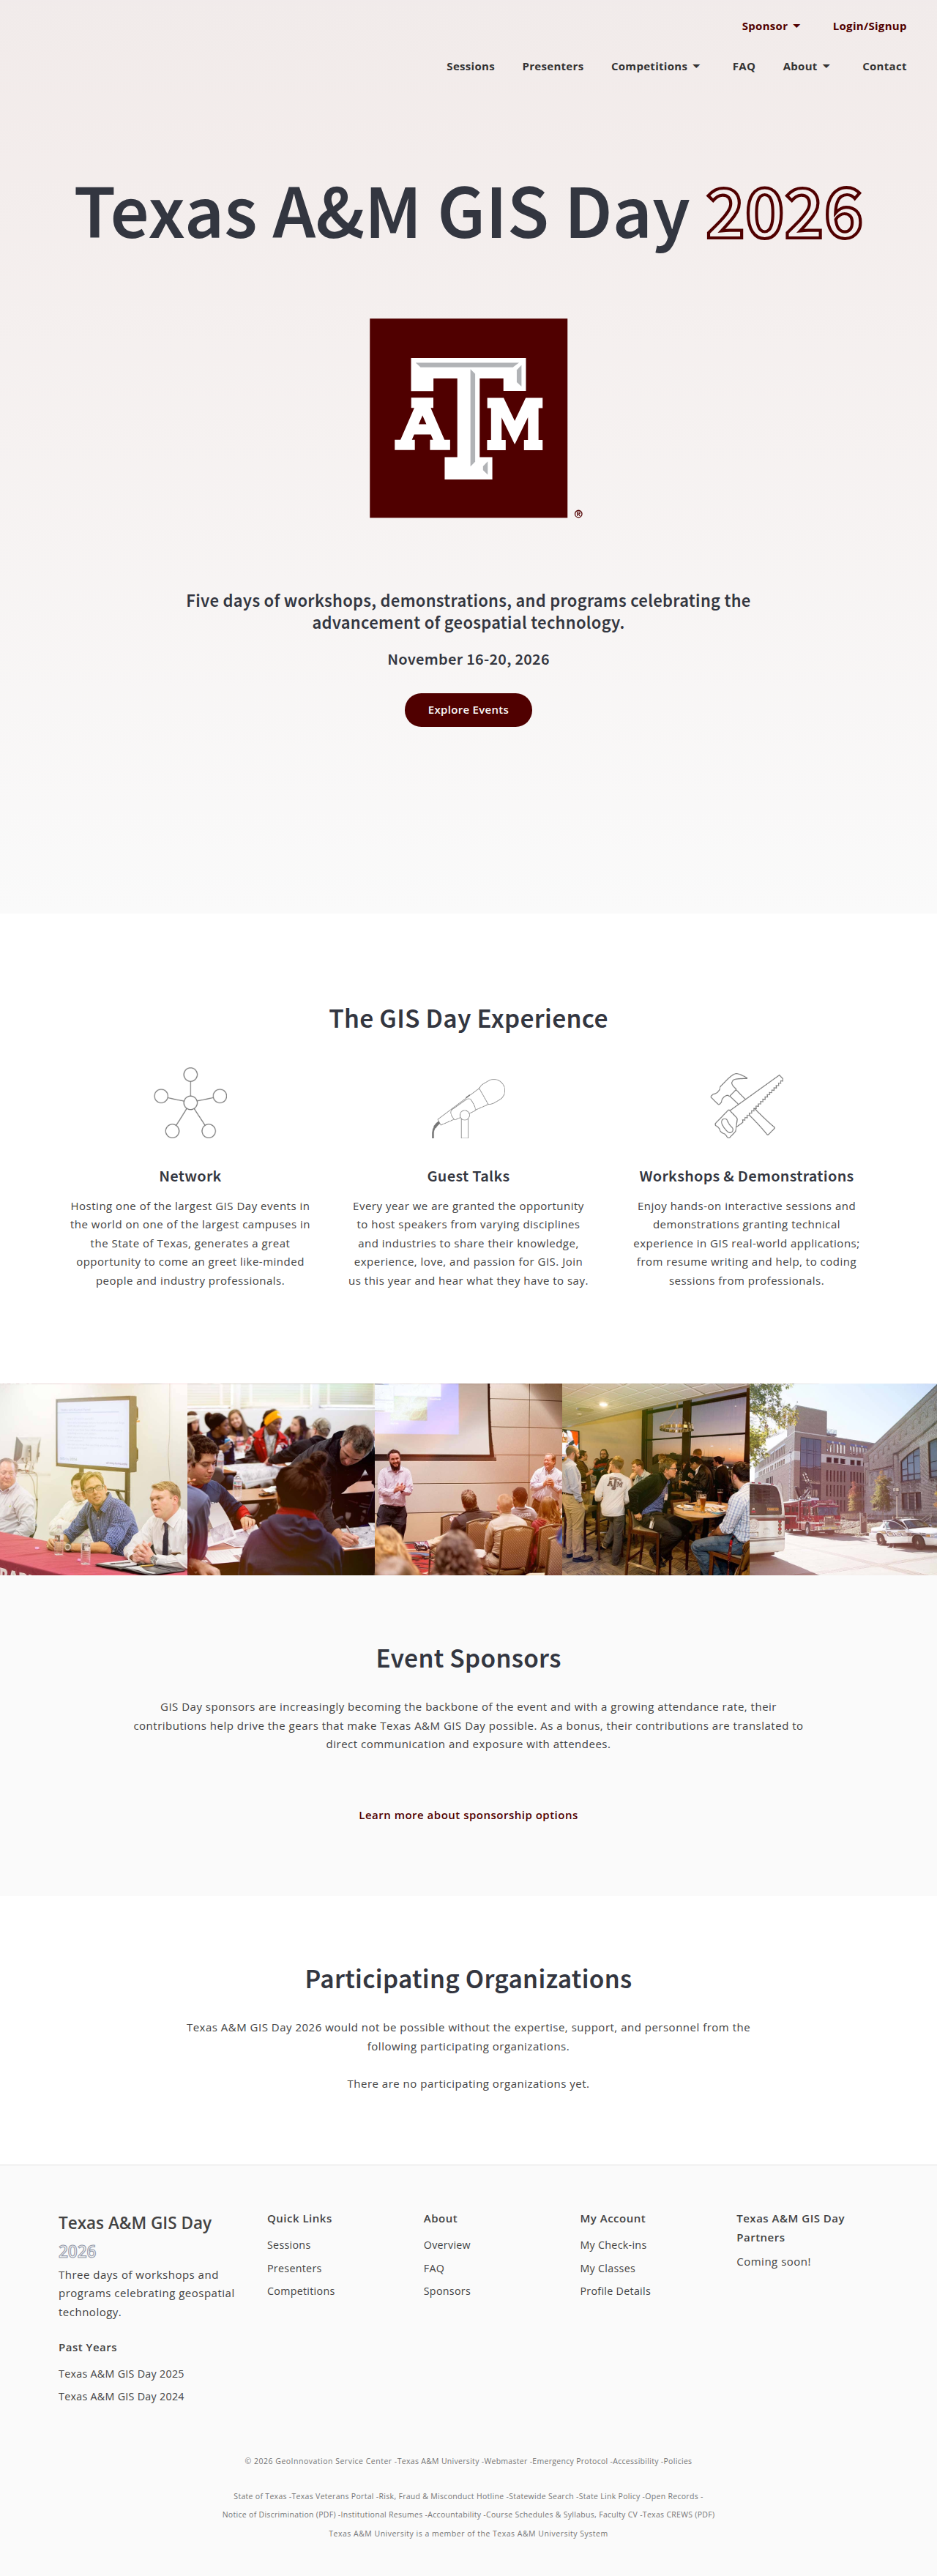 Sponsor
Login/Signup
Sessions
Presenters
Competitions
FAQ
About
Contact
Texas A&M GIS Day 2026
ATM
®
Five days of workshops, demonstrations, and programs celebrating the
advancement of geospatial technology.
November 16-20, 2026
Explore Events
The GIS Day Experience
Network
Hosting one of the largest GIS Day events in
the world on one of the largest campuses in
the State of Texas, generates a great
opportunity to come an greet like-minded
people and industry professionals.
Guest Talks
Every year we are granted the opportunity
to host speakers from varying disciplines
and industries to share their knowledge,
experience, love, and passion for GIS. Join
us this year and hear what they have to say.
Workshops & Demonstrations
Enjoy hands-on interactive sessions and
demonstrations granting technical
experience in GIS real-world applications;
from resume writing and help, to coding
sessions from professionals.
Event Sponsors
GIS Day sponsors are increasingly becoming the backbone of the event and with a growing attendance rate, their
contributions help drive the gears that make Texas A&M GIS Day possible. As a bonus, their contributions are translated to
direct communication and exposure with attendees.
Learn more about sponsorship options
Participating Organizations
Texas A&M GIS Day 2026 would not be possible without the expertise, support, and personnel from the
following participating organizations.
There are no participating organizations yet.
Texas A&M GIS Day
2026
Three days of workshops and
programs celebrating geospatial
technology.
Past Years
Texas A&M GIS Day 2025
Texas A&M GIS Day 2024
Quick Links
Sessions
Presenters
Competitions
About
Overview
FAQ
Sponsors
My Account
My Check-ins
My Classes
Profile Details
Texas A&M GIS Day
Partners
Coming soon!
© 2026 GeoInnovation Service Center -Texas A&M University -Webmaster -Emergency Protocol -Accessibility -Policies
State of Texas -Texas Veterans Portal -Risk, Fraud & Misconduct Hotline -Statewide Search -State Link Policy -Open Records -
Notice of Discrimination (PDF) -Institutional Resumes -Accountability -Course Schedules & Syllabus, Faculty CV -Texas CREWS (PDF)
Texas A&M University is a member of the Texas A&M University System